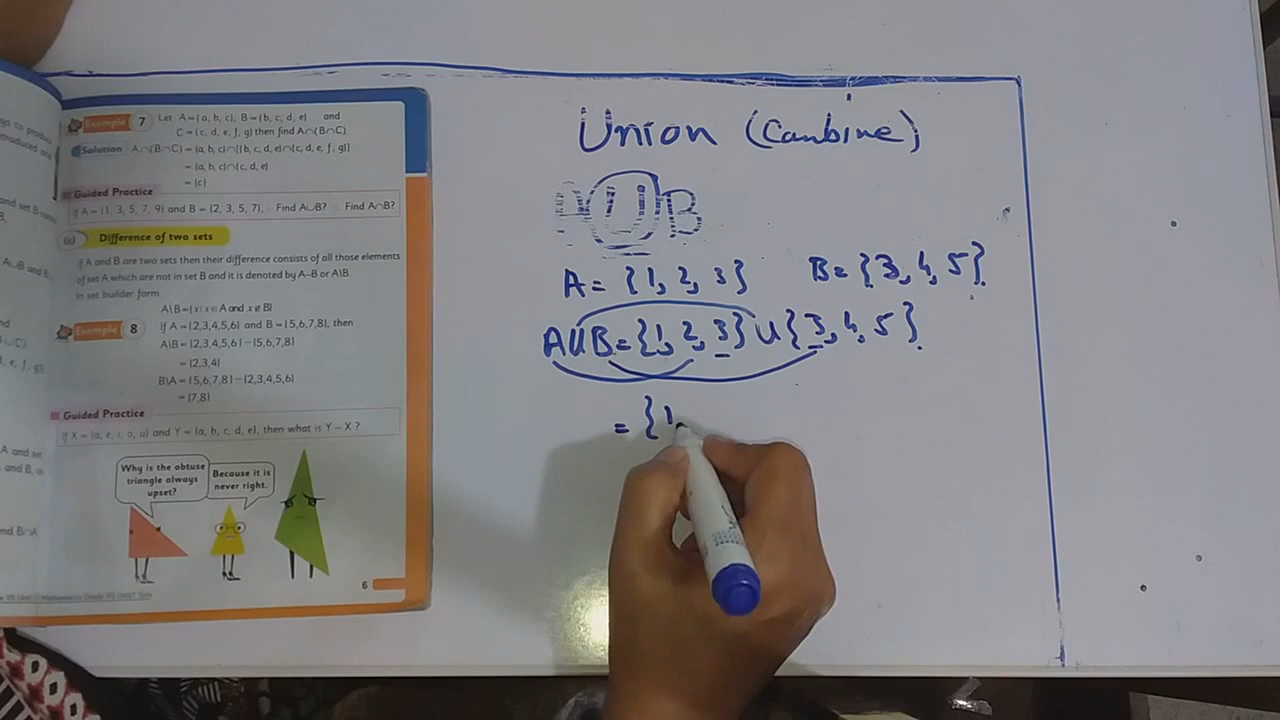 Example 7 Let A={a, b, c}, B={b, c, d, e} and
C={c, d, e, f, g} then find A∩(B∩C).
Solution A∩(B∩C)={a, b, c}∩[{b, c, d, e}∩{c, d, e, f, g}]
={a, b, c}∩{c, d, e}
={c}
Guided Practice
If A = {1, 3, 5, 7, 9} and B = {2, 3, 5, 7}, Find A∪B? Find A∩B?
Difference of two sets
If A and B are two sets then their difference consists of all those elements
of set A which are not in set B and it is denoted by A–B or A\B.
In set builder form.
A\B={x| x∈A and x∉B}
Example 8 If A ={2,3,4,5,6} and B ={5,6,7,8}, then
A\B ={2,3,4,5,6} –{5,6,7,8}
= {2,3,4}
B\A = {5,6,7,8} –{2,3,4,5,6}
= {7,8}
Guided Practice
If X = {a, e, i, o, u} and Y = {a, b, c, d, e}, then what is Y – X ?
Why is the obtuse
triangle always
upset?
Because it is
never right.
6
Union (Combine)
A U B
A = {1, 2, 3} B = {3, 4, 5}
A U B = {1, 2, 3} U {3, 4, 5}
= {1,